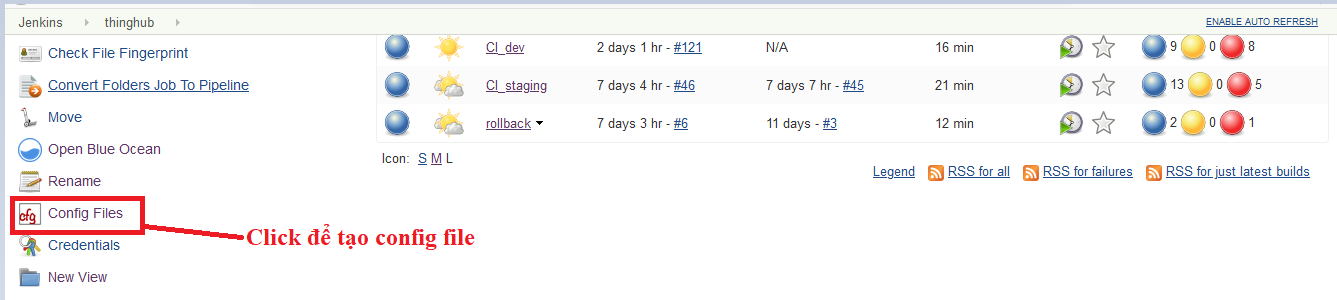 Jenkins thinghub ENABLE AUTO REFRESH
Check File Fingerprint
Convert Folders Job To Pipeline
Move
Open Blue Ocean
Rename
cfg Config Files
Credentials
New View
CI_dev 2 days 1 hr - #121 N/A 16 min 9 0 8
CI_staging 7 days 4 hr - #46 7 days 7 hr - #45 21 min 13 0 5
rollback 7 days 3 hr - #6 11 days - #3 12 min 2 0 1
Icon: S M L
Legend RSS for all RSS for failures RSS for just latest builds
Click để tạo config file